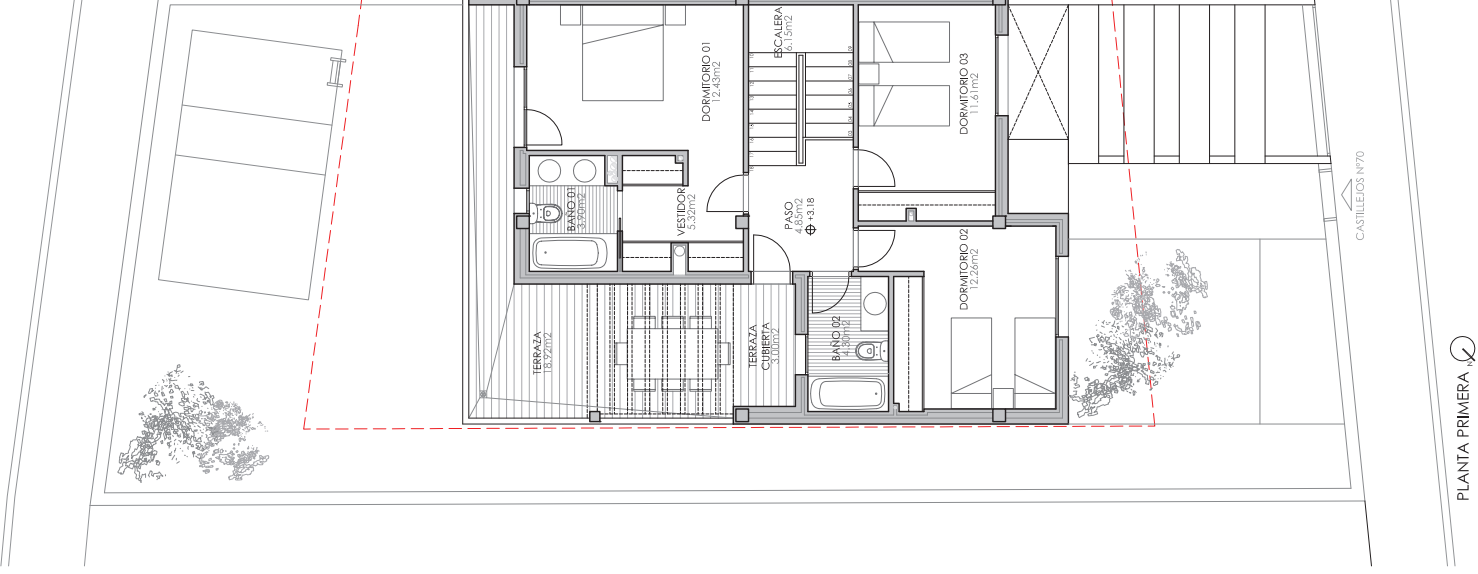 DORMITORIO 01
12.43m2
ESCALERA
6.15m2
DORMITORIO 03
11.61m2
BAÑO 01
3.90m2
VESTIDOR
5.32m2
PASO
4.85m2
+3.18
DORMITORIO 02
12.26m2
TERRAZA
18.92m2
TERRAZA
CUBIERTA
3.00m2
BAÑO 02
4.30m2
CASTILLEJOS Nº70
PLANTA PRIMERA
N